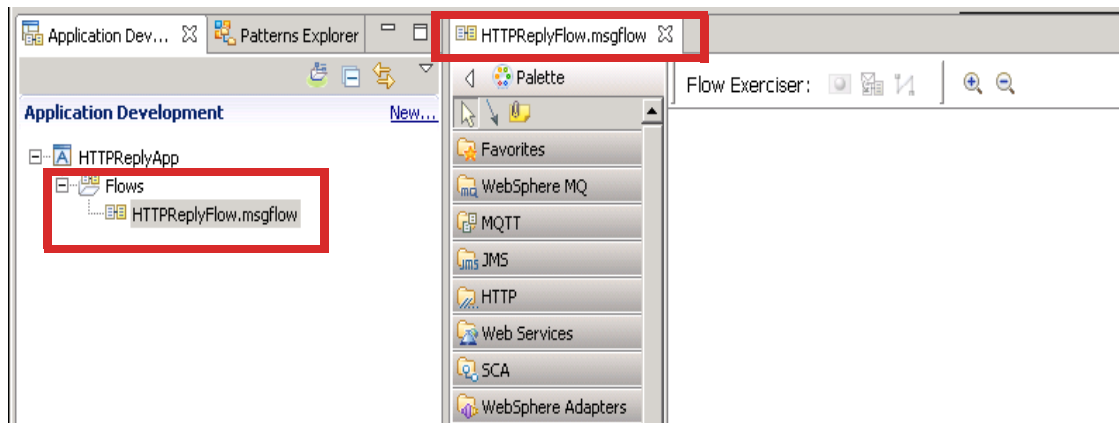 Application Dev...
Patterns Explorer
HTTPReplyFlow.msgflow
Palette
Flow Exerciser:
Application Development
New...
HTTPReplyApp
Flows
HTTPReplyFlow.msgflow
Favorites
WebSphere MQ
MQTT
JMS
HTTP
Web Services
SCA
WebSphere Adapters